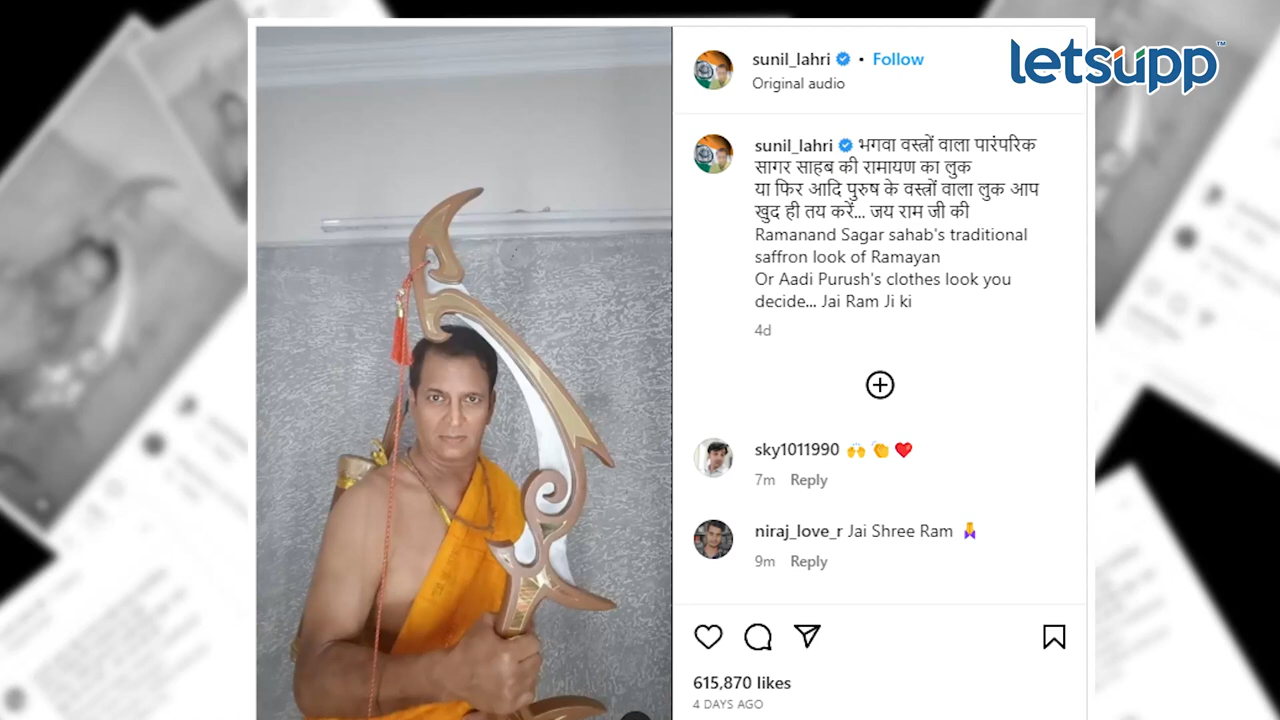 letsupp™
sunil_lahri • Follow
Original audio
sunil_lahri भगवा वस्त्रों वाला पारंपरिक
सागर साहब की रामायण का लुक
या फिर आदि पुरुष के वस्त्रों वाला लुक आप
खुद ही तय करें... जय राम जी की
Ramanand Sagar sahab's traditional
saffron look of Ramayan
Or Aadi Purush's clothes look you
decide... Jai Ram Ji ki
4d
sky1011990 🙌 👏 ❤️
7m Reply
niraj_love_r Jai Shree Ram 🙏
9m Reply
615,870 likes
4 DAYS AGO